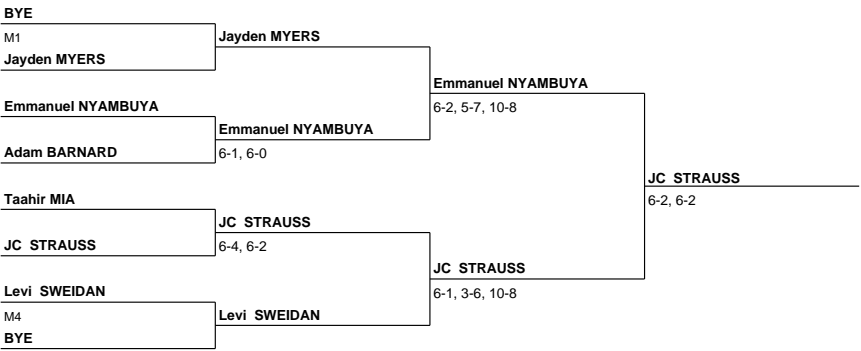 BYE
M1
Jayden MYERS
Jayden MYERS
Emmanuel NYAMBUYA
Adam BARNARD
Emmanuel NYAMBUYA
6-1, 6-0
Emmanuel NYAMBUYA
6-2, 5-7, 10-8
Taahir MIA
JC STRAUSS
JC STRAUSS
6-4, 6-2
Levi SWEIDAN
M4
BYE
Levi SWEIDAN
JC STRAUSS
6-1, 3-6, 10-8
JC STRAUSS
6-2, 6-2